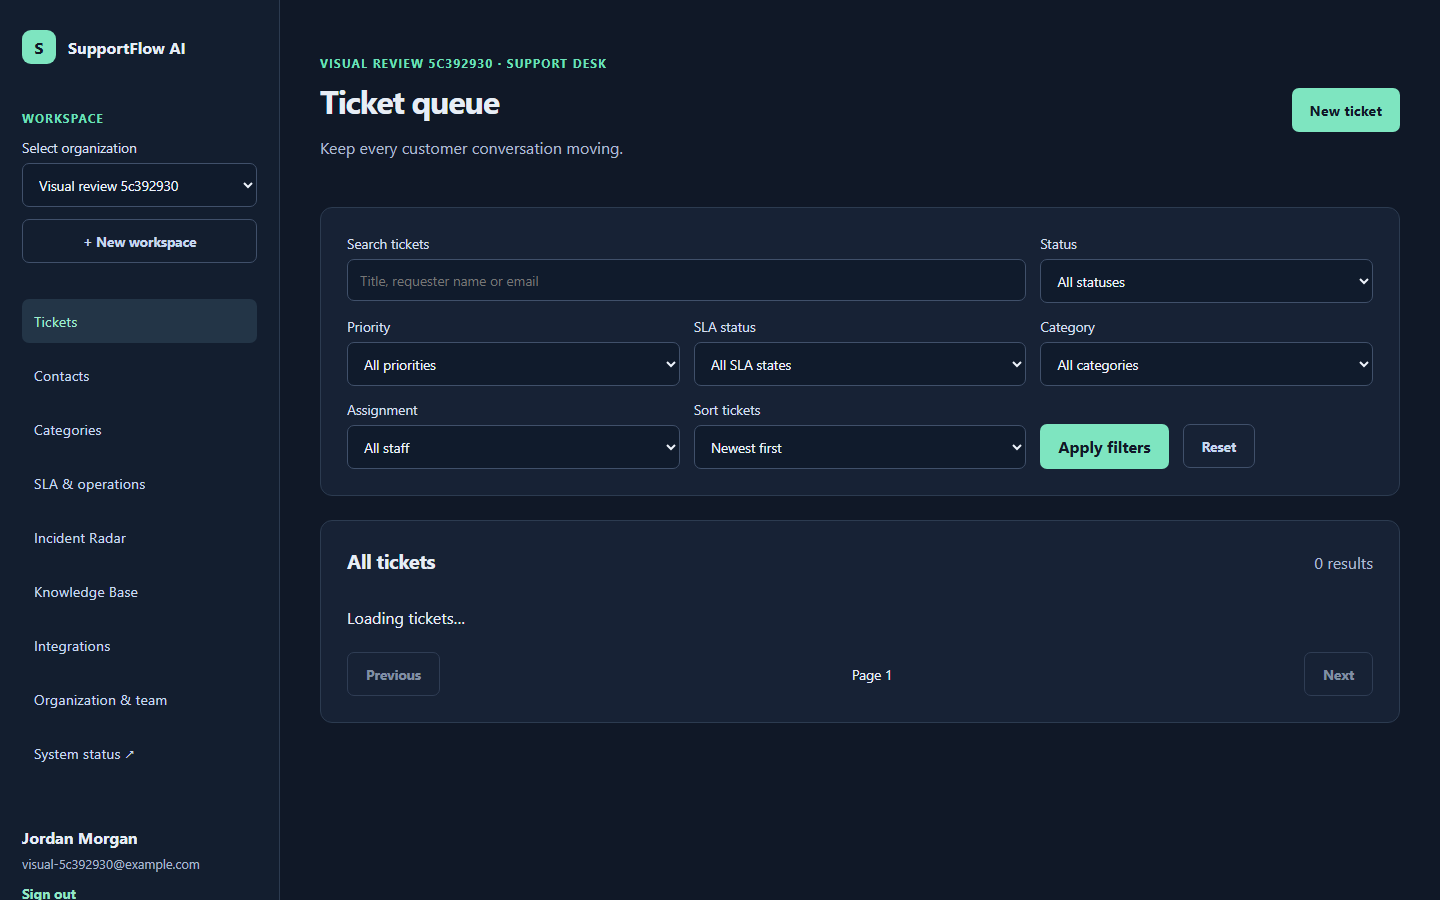 S
SupportFlow AI
WORKSPACE
Select organization
Visual review 5c392930
+ New workspace
Tickets
Contacts
Categories
SLA & operations
Incident Radar
Knowledge Base
Integrations
Organization & team
System status ↗
Jordan Morgan
visual-5c392930@example.com
Sign out
VISUAL REVIEW 5C392930 · SUPPORT DESK
Ticket queue
Keep every customer conversation moving.
New ticket
Search tickets
Title, requester name or email
Status
All statuses
Priority
All priorities
SLA status
All SLA states
Category
All categories
Assignment
All staff
Sort tickets
Newest first
Apply filters
Reset
All tickets
0 results
Loading tickets...
Previous
Page 1
Next